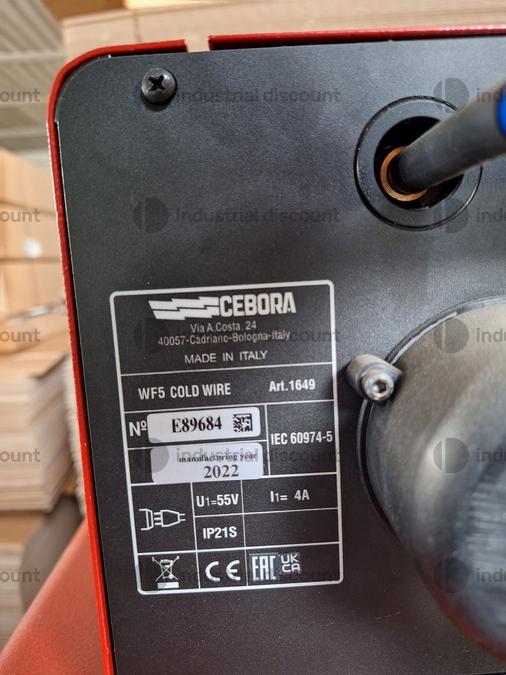 CEBORA
Via A.Costa, 24
40057-Cadriano-Bologna-Italy
MADE IN ITALY
WF5 COLD WIRE Art.1649
Nº E89684
IEC 60974-5
manufacturing year
2022
U1=55V I1= 4A
IP21S
CE EAC UK CA
industrial discount